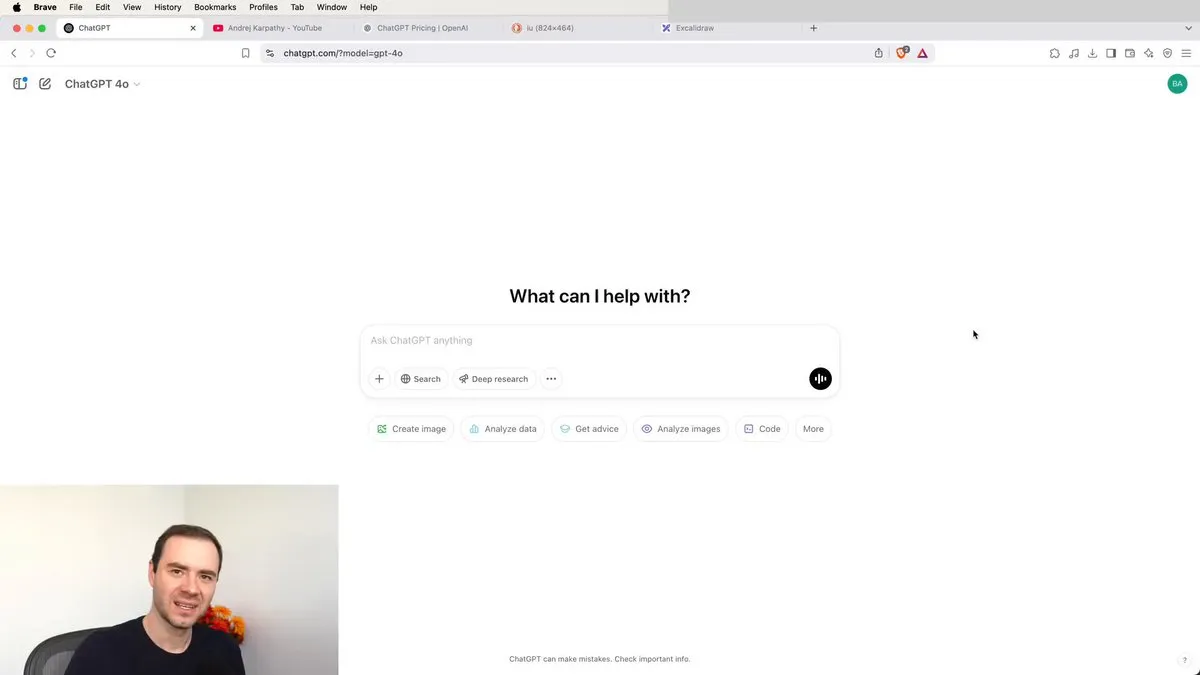 Brave File Edit View History Bookmarks Profiles Tab Window Help
ChatGPT Andrej Karpathy - YouTube ChatGPT Pricing | OpenAI iu (824×464) Excalidraw
chatgpt.com/?model=gpt-4o
ChatGPT 4o
BA
What can I help with?
Ask ChatGPT anything
Search Deep research
Create image Analyze data Get advice Analyze images Code More
ChatGPT can make mistakes. Check important info.
?